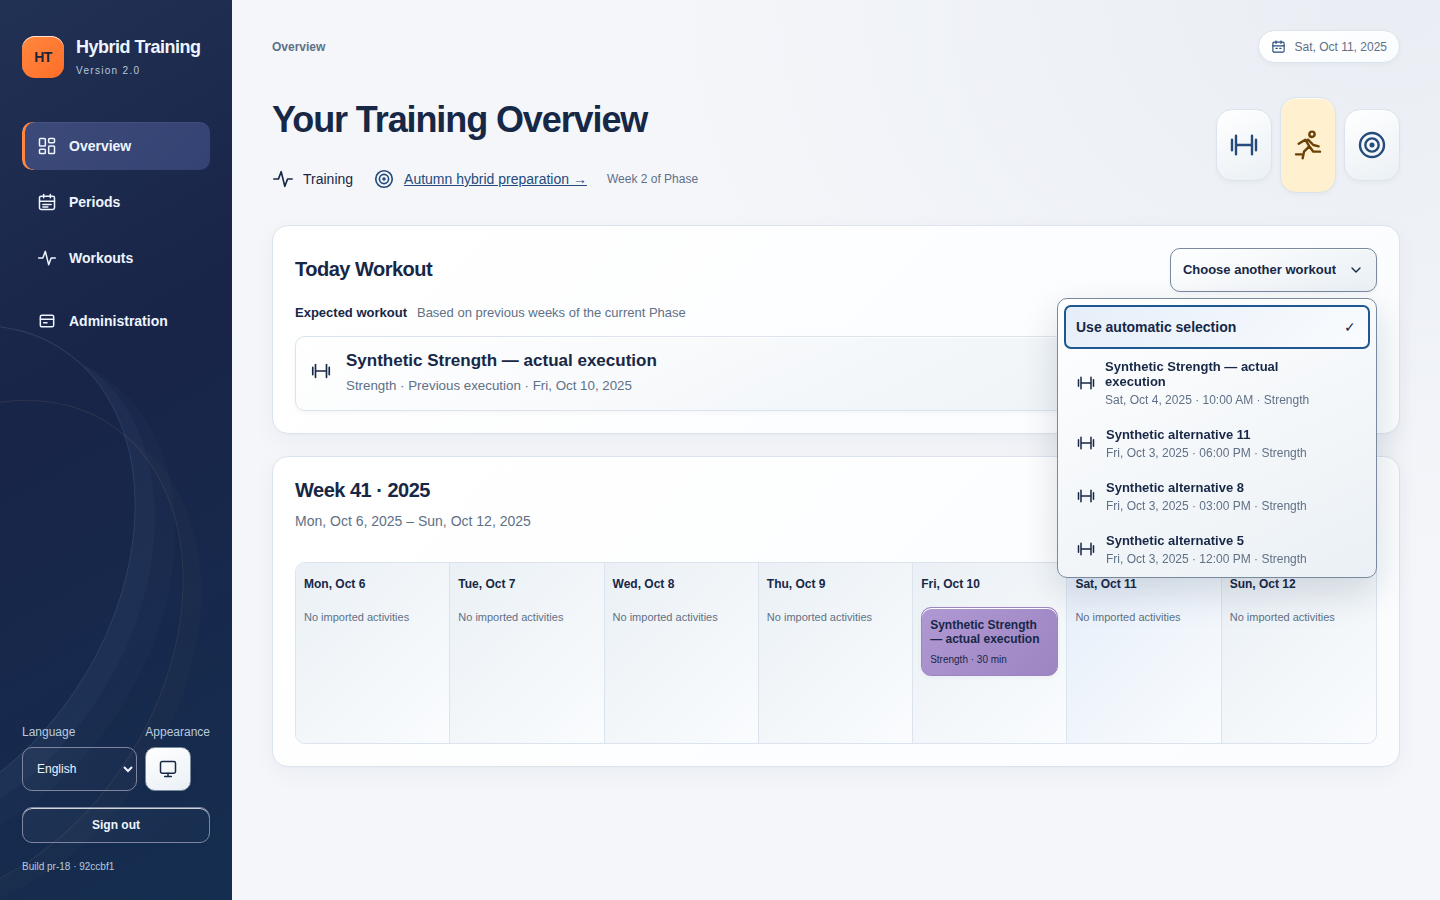 HT
Hybrid Training
Version 2.0
Overview
Periods
Workouts
Administration
Language
Appearance
English
Sign out
Build pr-18 · 92ccbf1
Overview
Sat, Oct 11, 2025
Your Training Overview
Training
Autumn hybrid preparation →
Week 2 of Phase
Today Workout
Choose another workout
Expected workout Based on previous weeks of the current Phase
Synthetic Strength — actual execution
Strength · Previous execution · Fri, Oct 10, 2025
Use automatic selection ✓
Synthetic Strength — actual
execution
Sat, Oct 4, 2025 · 10:00 AM · Strength
Synthetic alternative 11
Fri, Oct 3, 2025 · 06:00 PM · Strength
Synthetic alternative 8
Fri, Oct 3, 2025 · 03:00 PM · Strength
Synthetic alternative 5
Fri, Oct 3, 2025 · 12:00 PM · Strength
Week 41 · 2025
Mon, Oct 6, 2025 – Sun, Oct 12, 2025
Mon, Oct 6
No imported activities
Tue, Oct 7
No imported activities
Wed, Oct 8
No imported activities
Thu, Oct 9
No imported activities
Fri, Oct 10
Synthetic Strength
— actual execution
Strength · 30 min
Sat, Oct 11
No imported activities
Sun, Oct 12
No imported activities